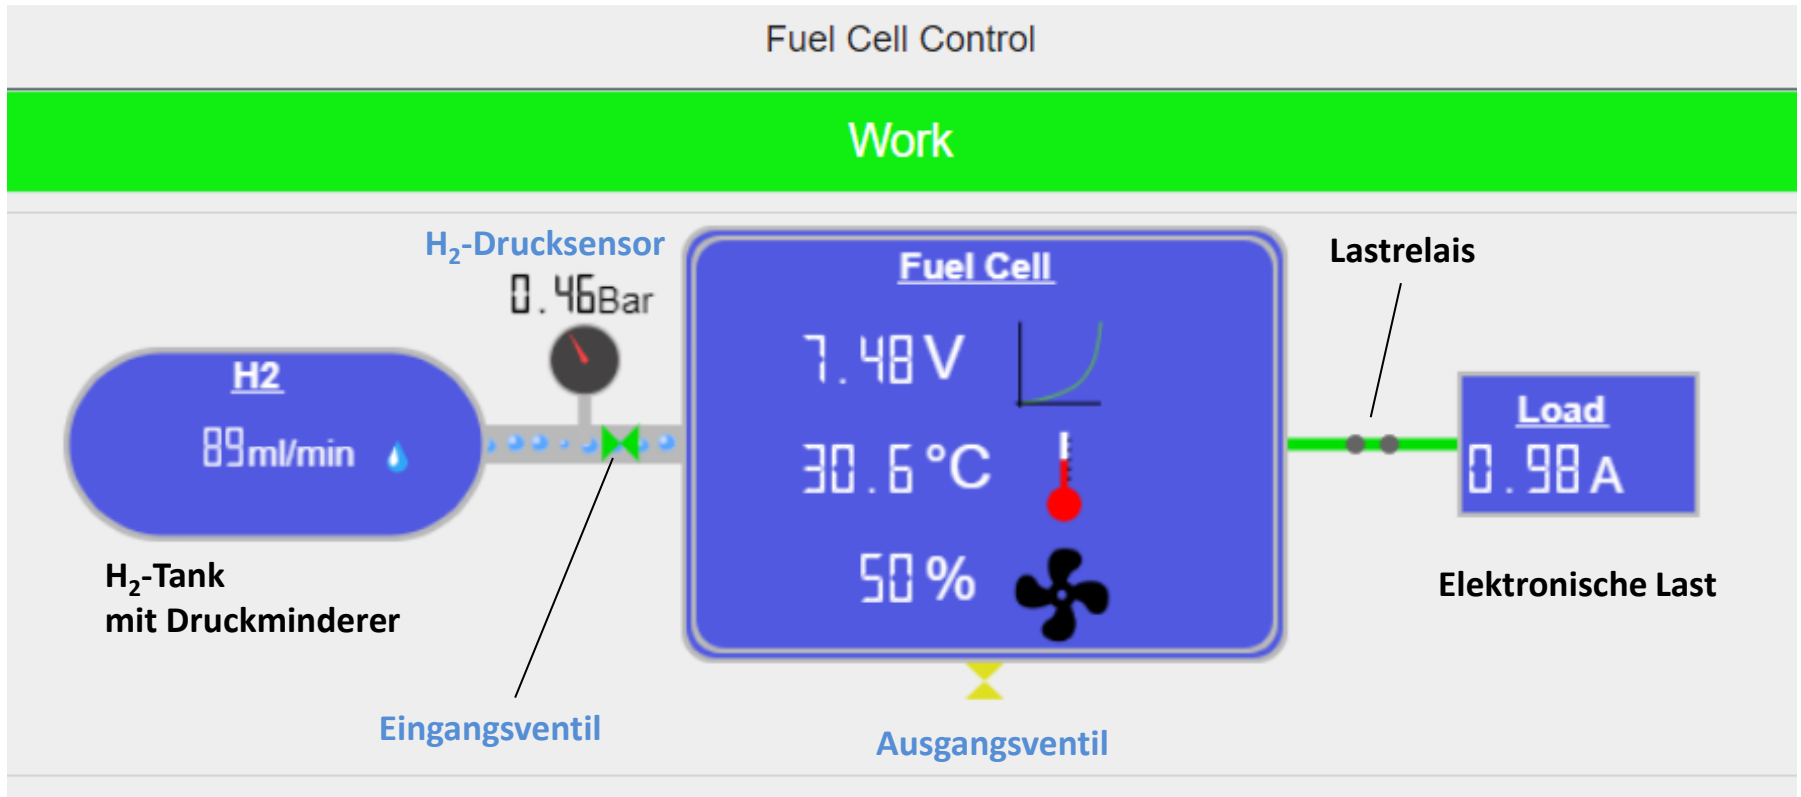 Fuel Cell Control
Work
H₂-Drucksensor
0.46Bar
Fuel Cell
Lastrelais
7.48V
H2
89ml/min
Load
30.6°C
0.98A
50%
H₂-Tank
mit Druckminderer
Elektronische Last
Eingangsventil
Ausgangsventil